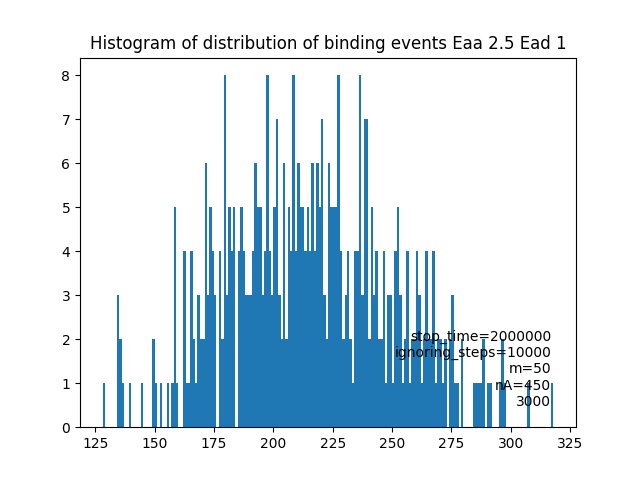 Histogram of distribution of binding events Eaa 2.5 Ead 1
8
7
6
5
4
3
2
1
0
stop_time=2000000
ignoring_steps=10000
m=50
nA=450
3000
125 150 175 200 225 250 275 300 325